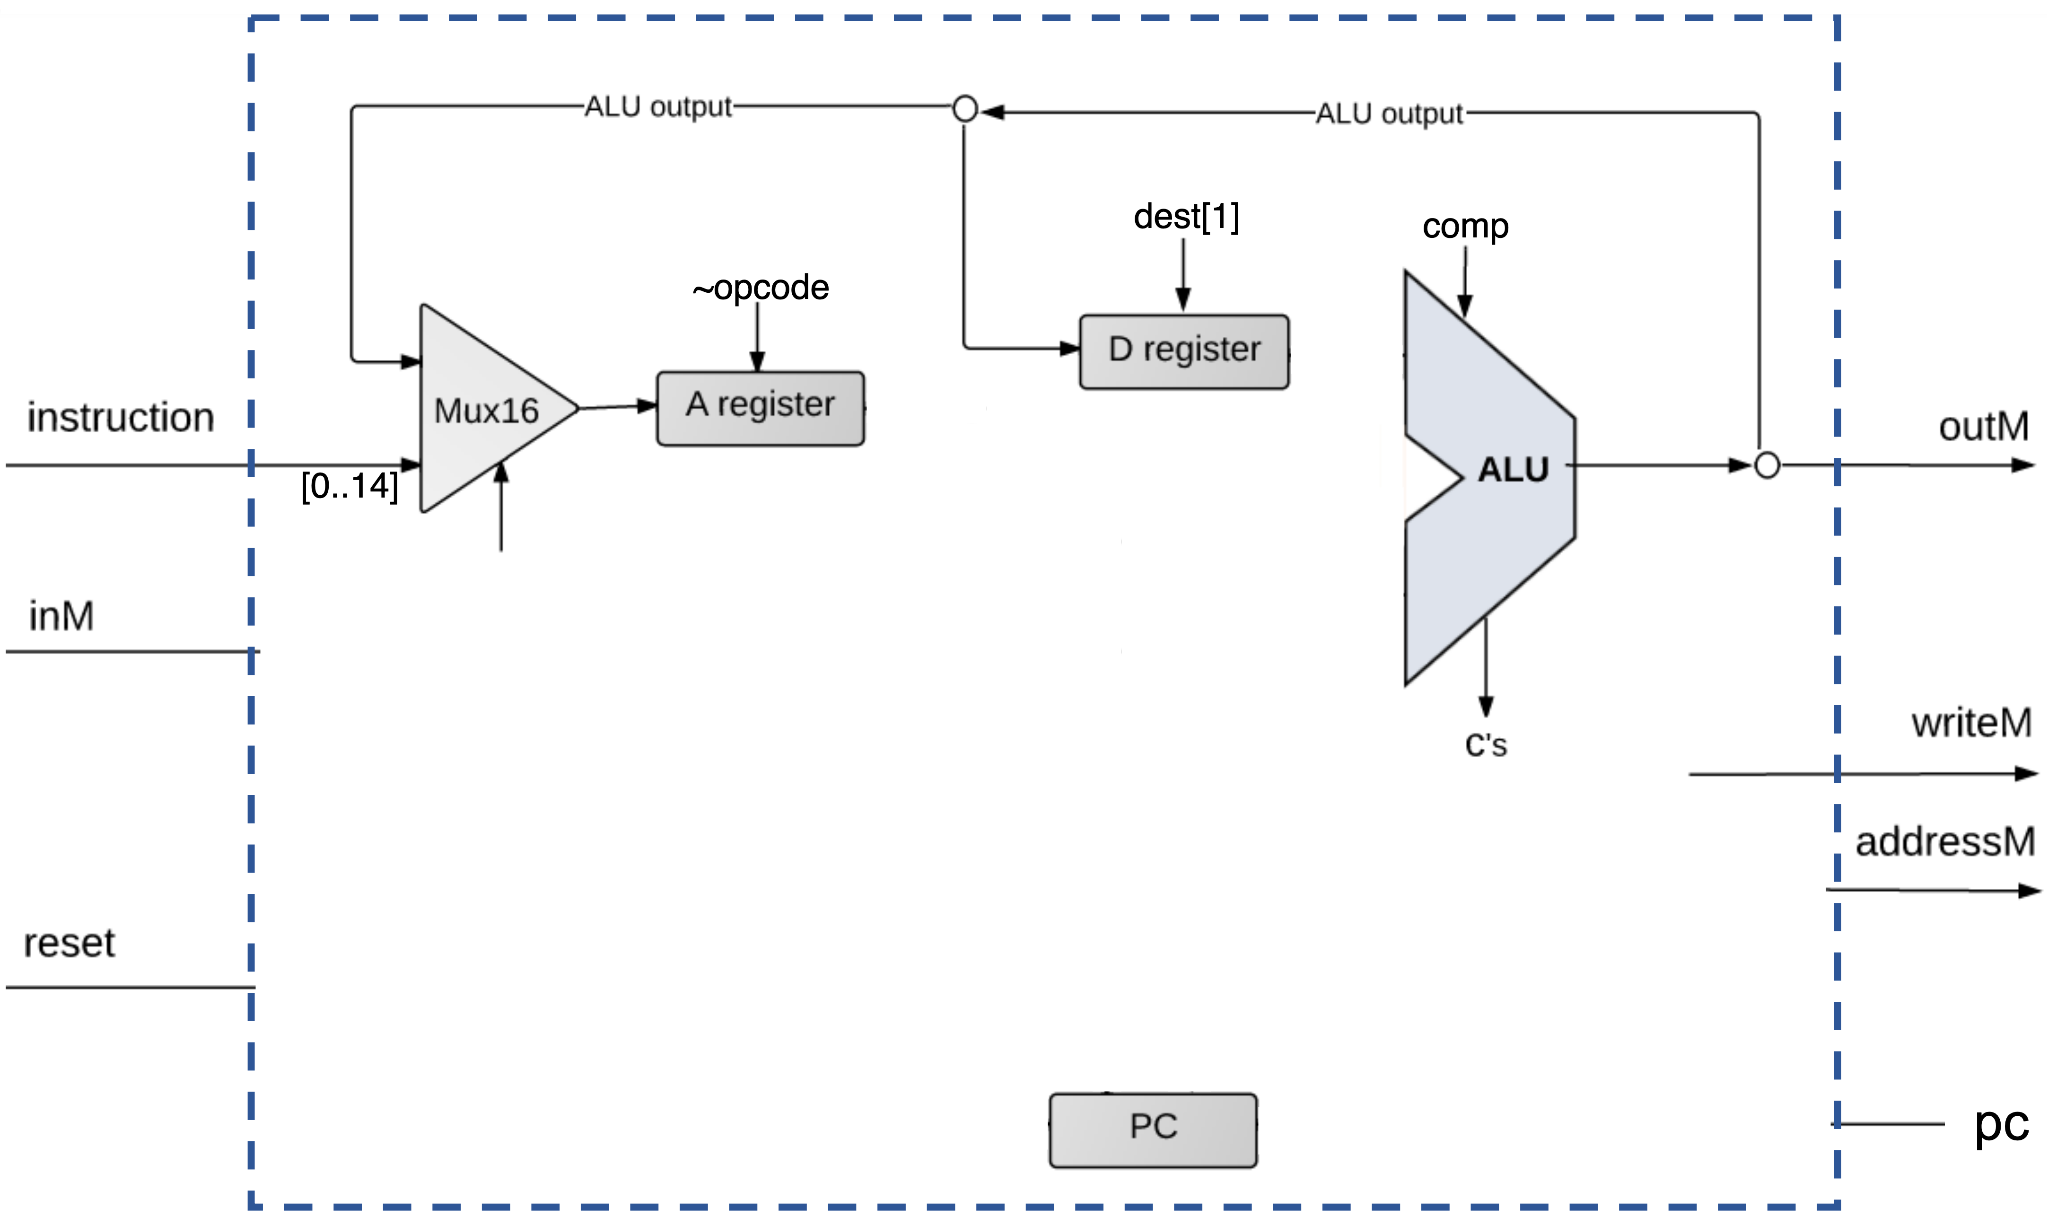 ALU output
ALU output
dest[1]
comp
~opcode
D register
Mux16
A register
instruction
[0..14]
ALU
outM
inM
c's
writeM
addressM
reset
PC
pc